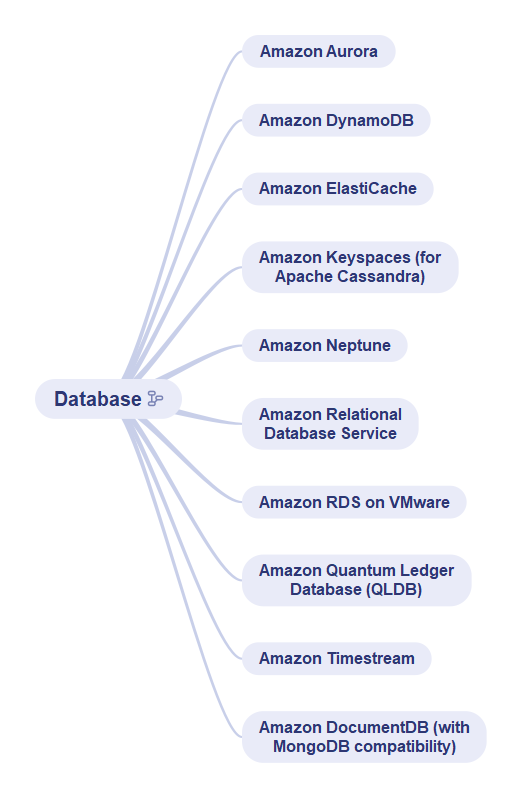 Amazon Aurora
Amazon DynamoDB
Amazon ElastiCache
Amazon Keyspaces (for
Apache Cassandra)
Amazon Neptune
Database
Amazon Relational
Database Service
Amazon RDS on VMware
Amazon Quantum Ledger
Database (QLDB)
Amazon Timestream
Amazon DocumentDB (with
MongoDB compatibility)